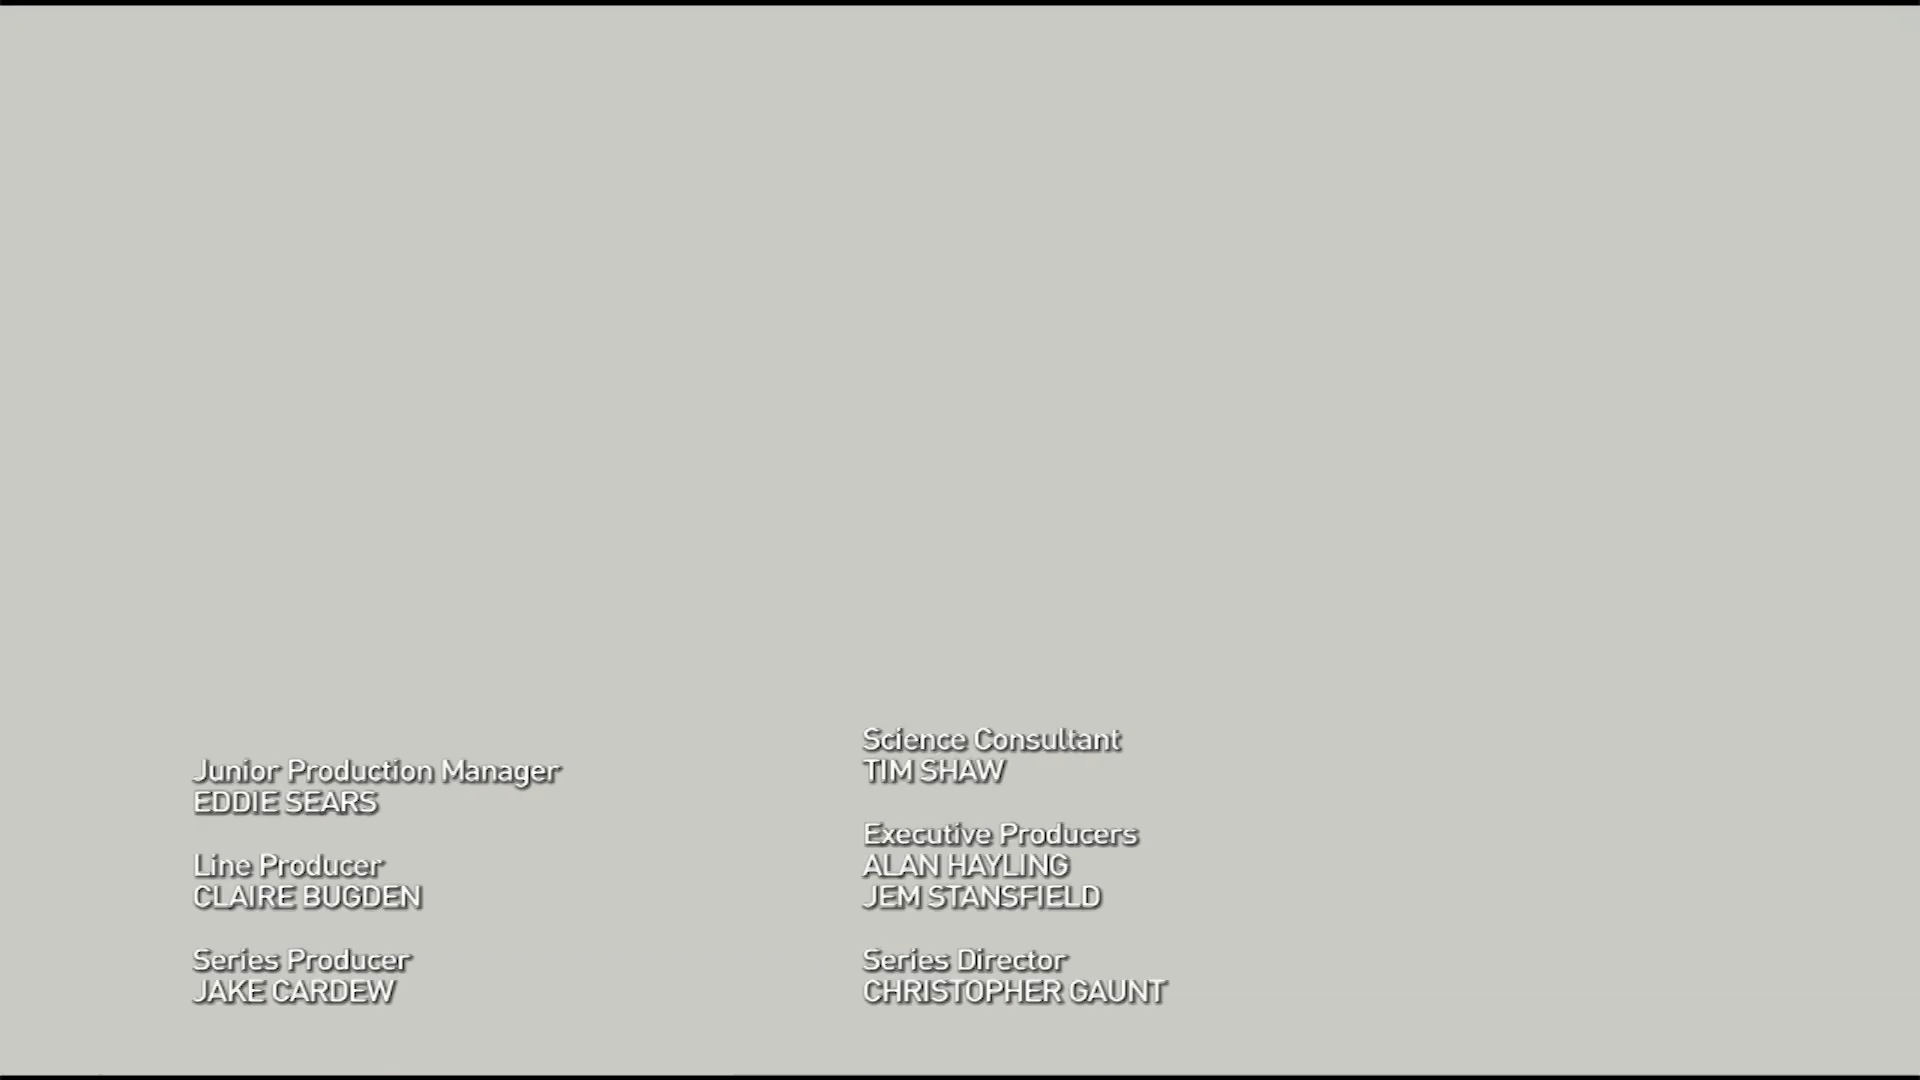 Junior Production Manager
EDDIE SEARS
Line Producer
CLAIRE BUGDEN
Series Producer
JAKE CARDEW
Science Consultant
TIM SHAW
Executive Producers
ALAN HAYLING
JEM STANSFIELD
Series Director
CHRISTOPHER GAUNT